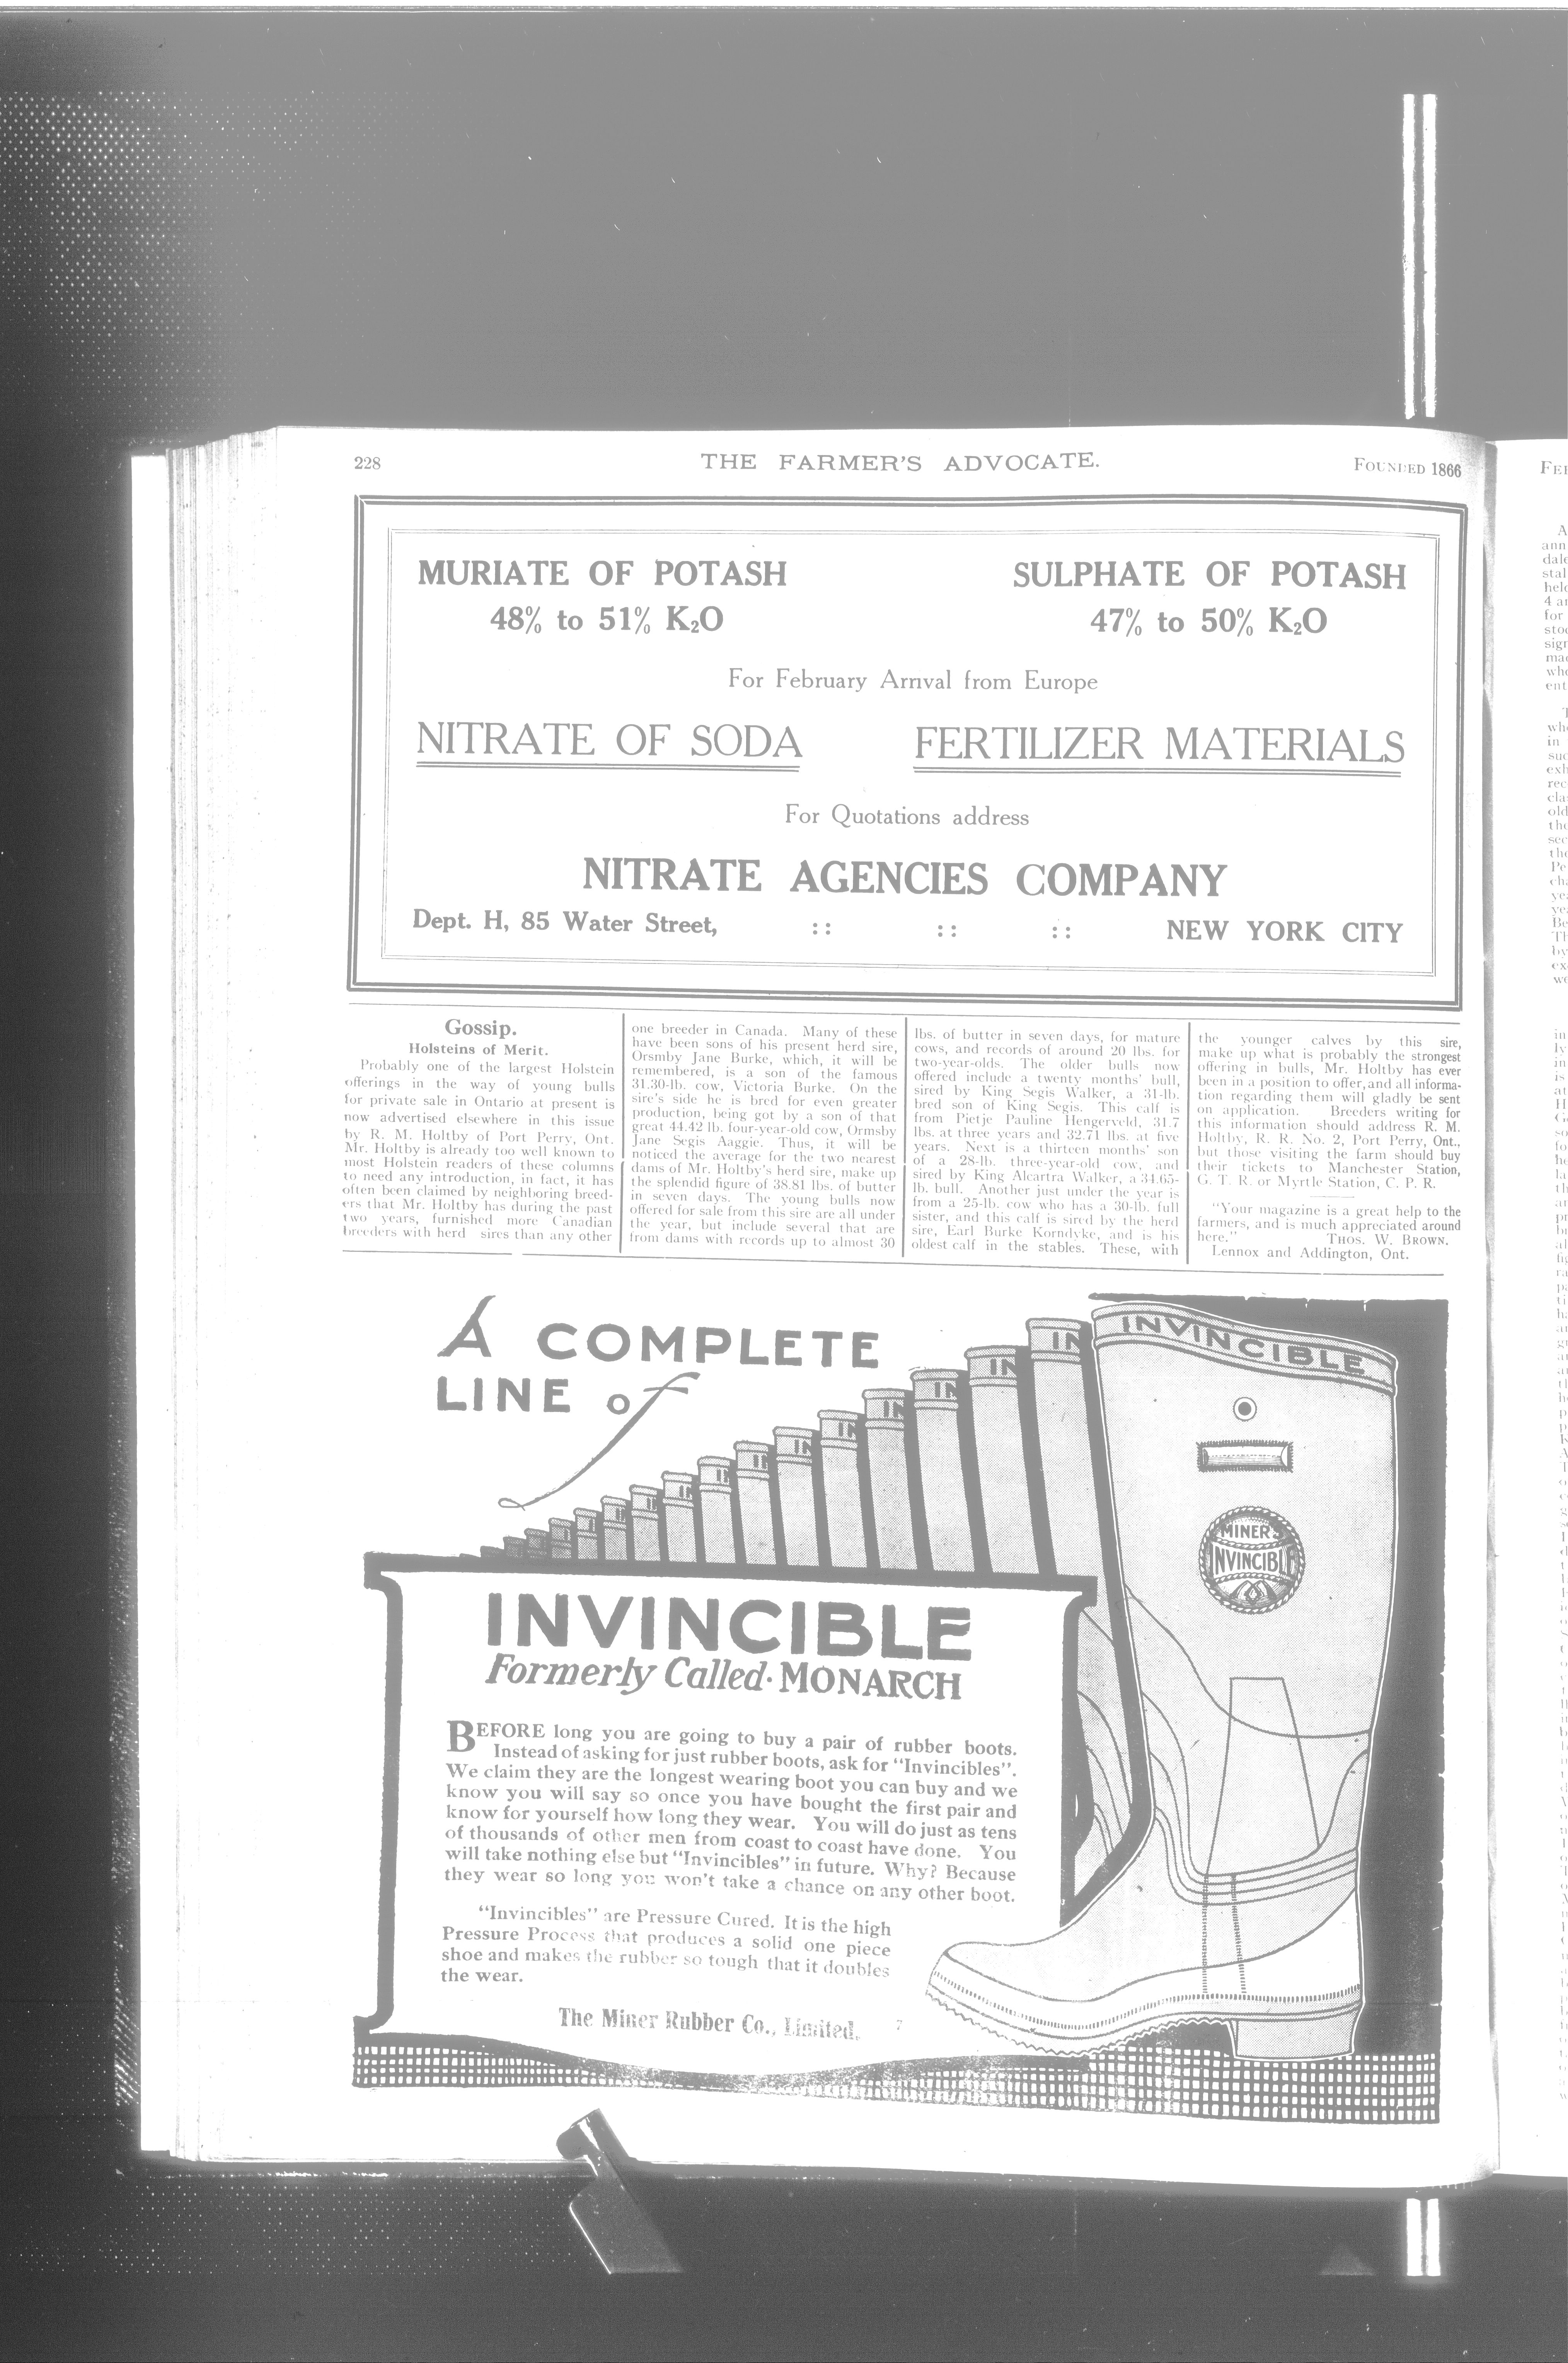 228
THE FARMER'S ADVOCATE.
FOUNDED 1866
MURIATE OF POTASH
48% to 51% K₂O
SULPHATE OF POTASH
47% to 50% K₂O
For February Arrival from Europe
NITRATE OF SODA
FERTILIZER MATERIALS
For Quotations address
NITRATE AGENCIES COMPANY
Dept. H, 85 Water Street, :: :: :: NEW YORK CITY
Gossip.
Holsteins of Merit.
Probably one of the largest Holstein
offerings in the way of young bulls
for private sale in Ontario at present is
now advertised elsewhere in this issue
by R. M. Holtby of Port Perry, Ont.
Mr. Holtby is already too well known to
most Holstein readers of these columns
to need any introduction, in fact, it has
often been claimed by neighboring breed-
ers that Mr. Holtby has during the past
two years, furnished more Canadian
breeders with herd sires than any other
one breeder in Canada. Many of these
have been sons of his present herd sire,
Orsmby Jane Burke, which, it will be
remembered, is a son of the famous
31.30-lb. cow, Victoria Burke. On the
sire's side he is bred for even greater
production, being got by a son of that
great 44.42 lb. four-year-old cow, Ormsby
Jane Segis Aaggie. Thus, it will be
noticed the average for the two nearest
dams of Mr. Holtby's herd sire, make up
the splendid figure of 38.81 lbs. of butter
in seven days. The young bulls now
offered for sale from this sire are all under
the year, but include several that are
from dams with records up to almost 30
lbs. of butter in seven days, for mature
cows, and records of around 20 lbs. for
two-year-olds. The older bulls now
offered include a twenty months' bull,
sired by King Segis Walker, a 31-lb.
bred son of King Segis. This calf is
from Pietje Pauline Hengerveld, 31.7
lbs. at three years and 32.71 lbs. at five
years. Next is a thirteen months' son
of a 28-lb. three-year-old cow, and
sired by King Alcartra Walker, a 34.65-
lb. bull. Another just under the year is
from a 25-lb. cow who has a 30-lb. full
sister, and this calf is sired by the herd
sire, Earl Burke Korndyke, and is his
oldest calf in the stables. These, with
the younger calves by this sire,
make up what is probably the strongest
offering in bulls, Mr. Holtby has ever
been in a position to offer, and all informa-
tion regarding them will gladly be sent
on application. Breeders writing for
this information should address R. M.
Holtby, R. R. No. 2, Port Perry, Ont.,
but those visiting the farm should buy
their tickets to Manchester Station,
G. T. R. or Myrtle Station, C. P. R.
"Your magazine is a great help to the
farmers, and is much appreciated around
here." THOS. W. BROWN.
Lennox and Addington, Ont.
A COMPLETE
LINE of
INVINCIBLE
MINER'S
INVINCIBLE
INVINCIBLE
Formerly Called · MONARCH
BEFORE long you are going to buy a pair of rubber boots.
Instead of asking for just rubber boots, ask for "Invincibles".
We claim they are the longest wearing boot you can buy and we
know you will say so once you have bought the first pair and
know for yourself how long they wear. You will do just as tens
of thousands of other men from coast to coast have done. You
will take nothing else but "Invincibles" in future. Why? Because
they wear so long you won't take a chance on any other boot.
"Invincibles" are Pressure Cured. It is the high
Pressure Process that produces a solid one piece
shoe and makes the rubber so tough that it doubles
the wear.
The Miner Rubber Co., Limited.
7